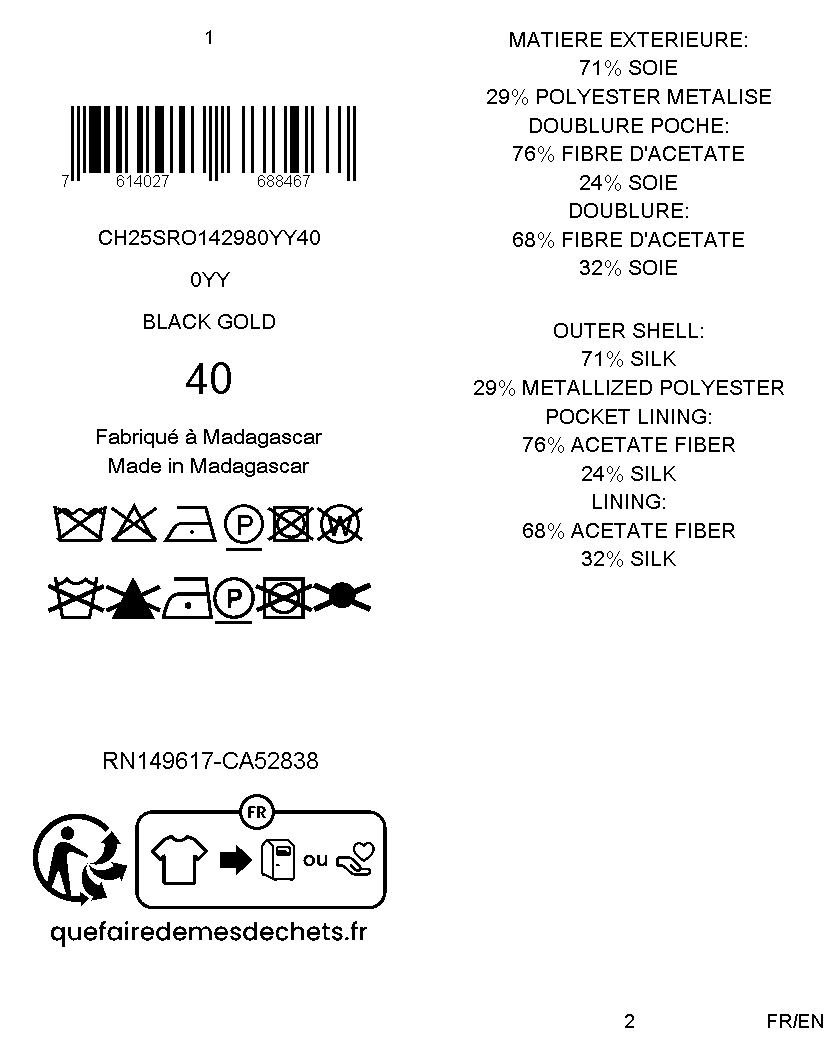 1
7 614027 688467
CH25SRO142980YY40
0YY
BLACK GOLD
40
Fabriqué à Madagascar
Made in Madagascar
P W
P
RN149617-CA52838
FR
ou
quefairedemesdechets.fr
MATIERE EXTERIEURE:
71% SOIE
29% POLYESTER METALISE
DOUBLURE POCHE:
76% FIBRE D'ACETATE
24% SOIE
DOUBLURE:
68% FIBRE D'ACETATE
32% SOIE
OUTER SHELL:
71% SILK
29% METALLIZED POLYESTER
POCKET LINING:
76% ACETATE FIBER
24% SILK
LINING:
68% ACETATE FIBER
32% SILK
2
FR/EN